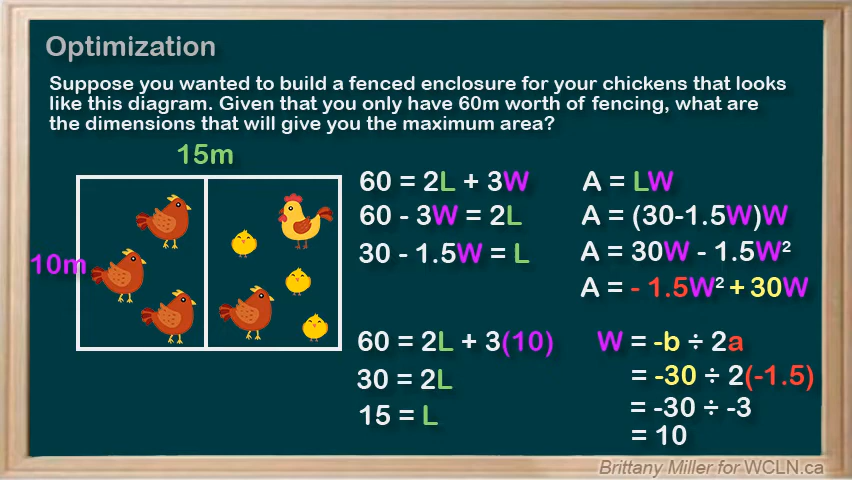 Optimization
Suppose you wanted to build a fenced enclosure for your chickens that looks
like this diagram. Given that you only have 60m worth of fencing, what are
the dimensions that will give you the maximum area?
15m
10m
60 = 2L + 3W
60 - 3W = 2L
30 - 1.5W = L
A = LW
A = (30-1.5W)W
A = 30W - 1.5W²
A = - 1.5W² + 30W
60 = 2L + 3(10)
30 = 2L
15 = L
W = -b ÷ 2a
= -30 ÷ 2(-1.5)
= -30 ÷ -3
= 10
Brittany Miller for WCLN.ca